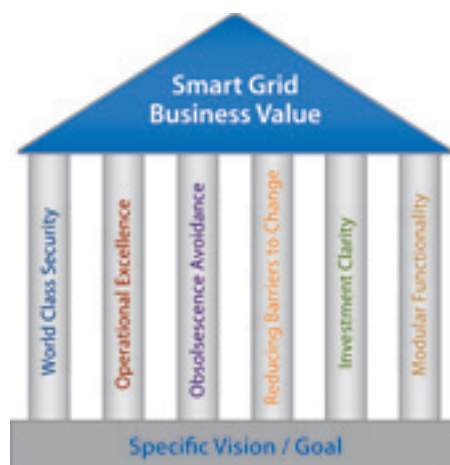 Smart Grid
Business Value
World Class Security
Operational Excellence
Obsolsescence Avoidance
Reducing Barriers to Change
Investment Clarity
Modular Functionality
Specific Vision / Goal